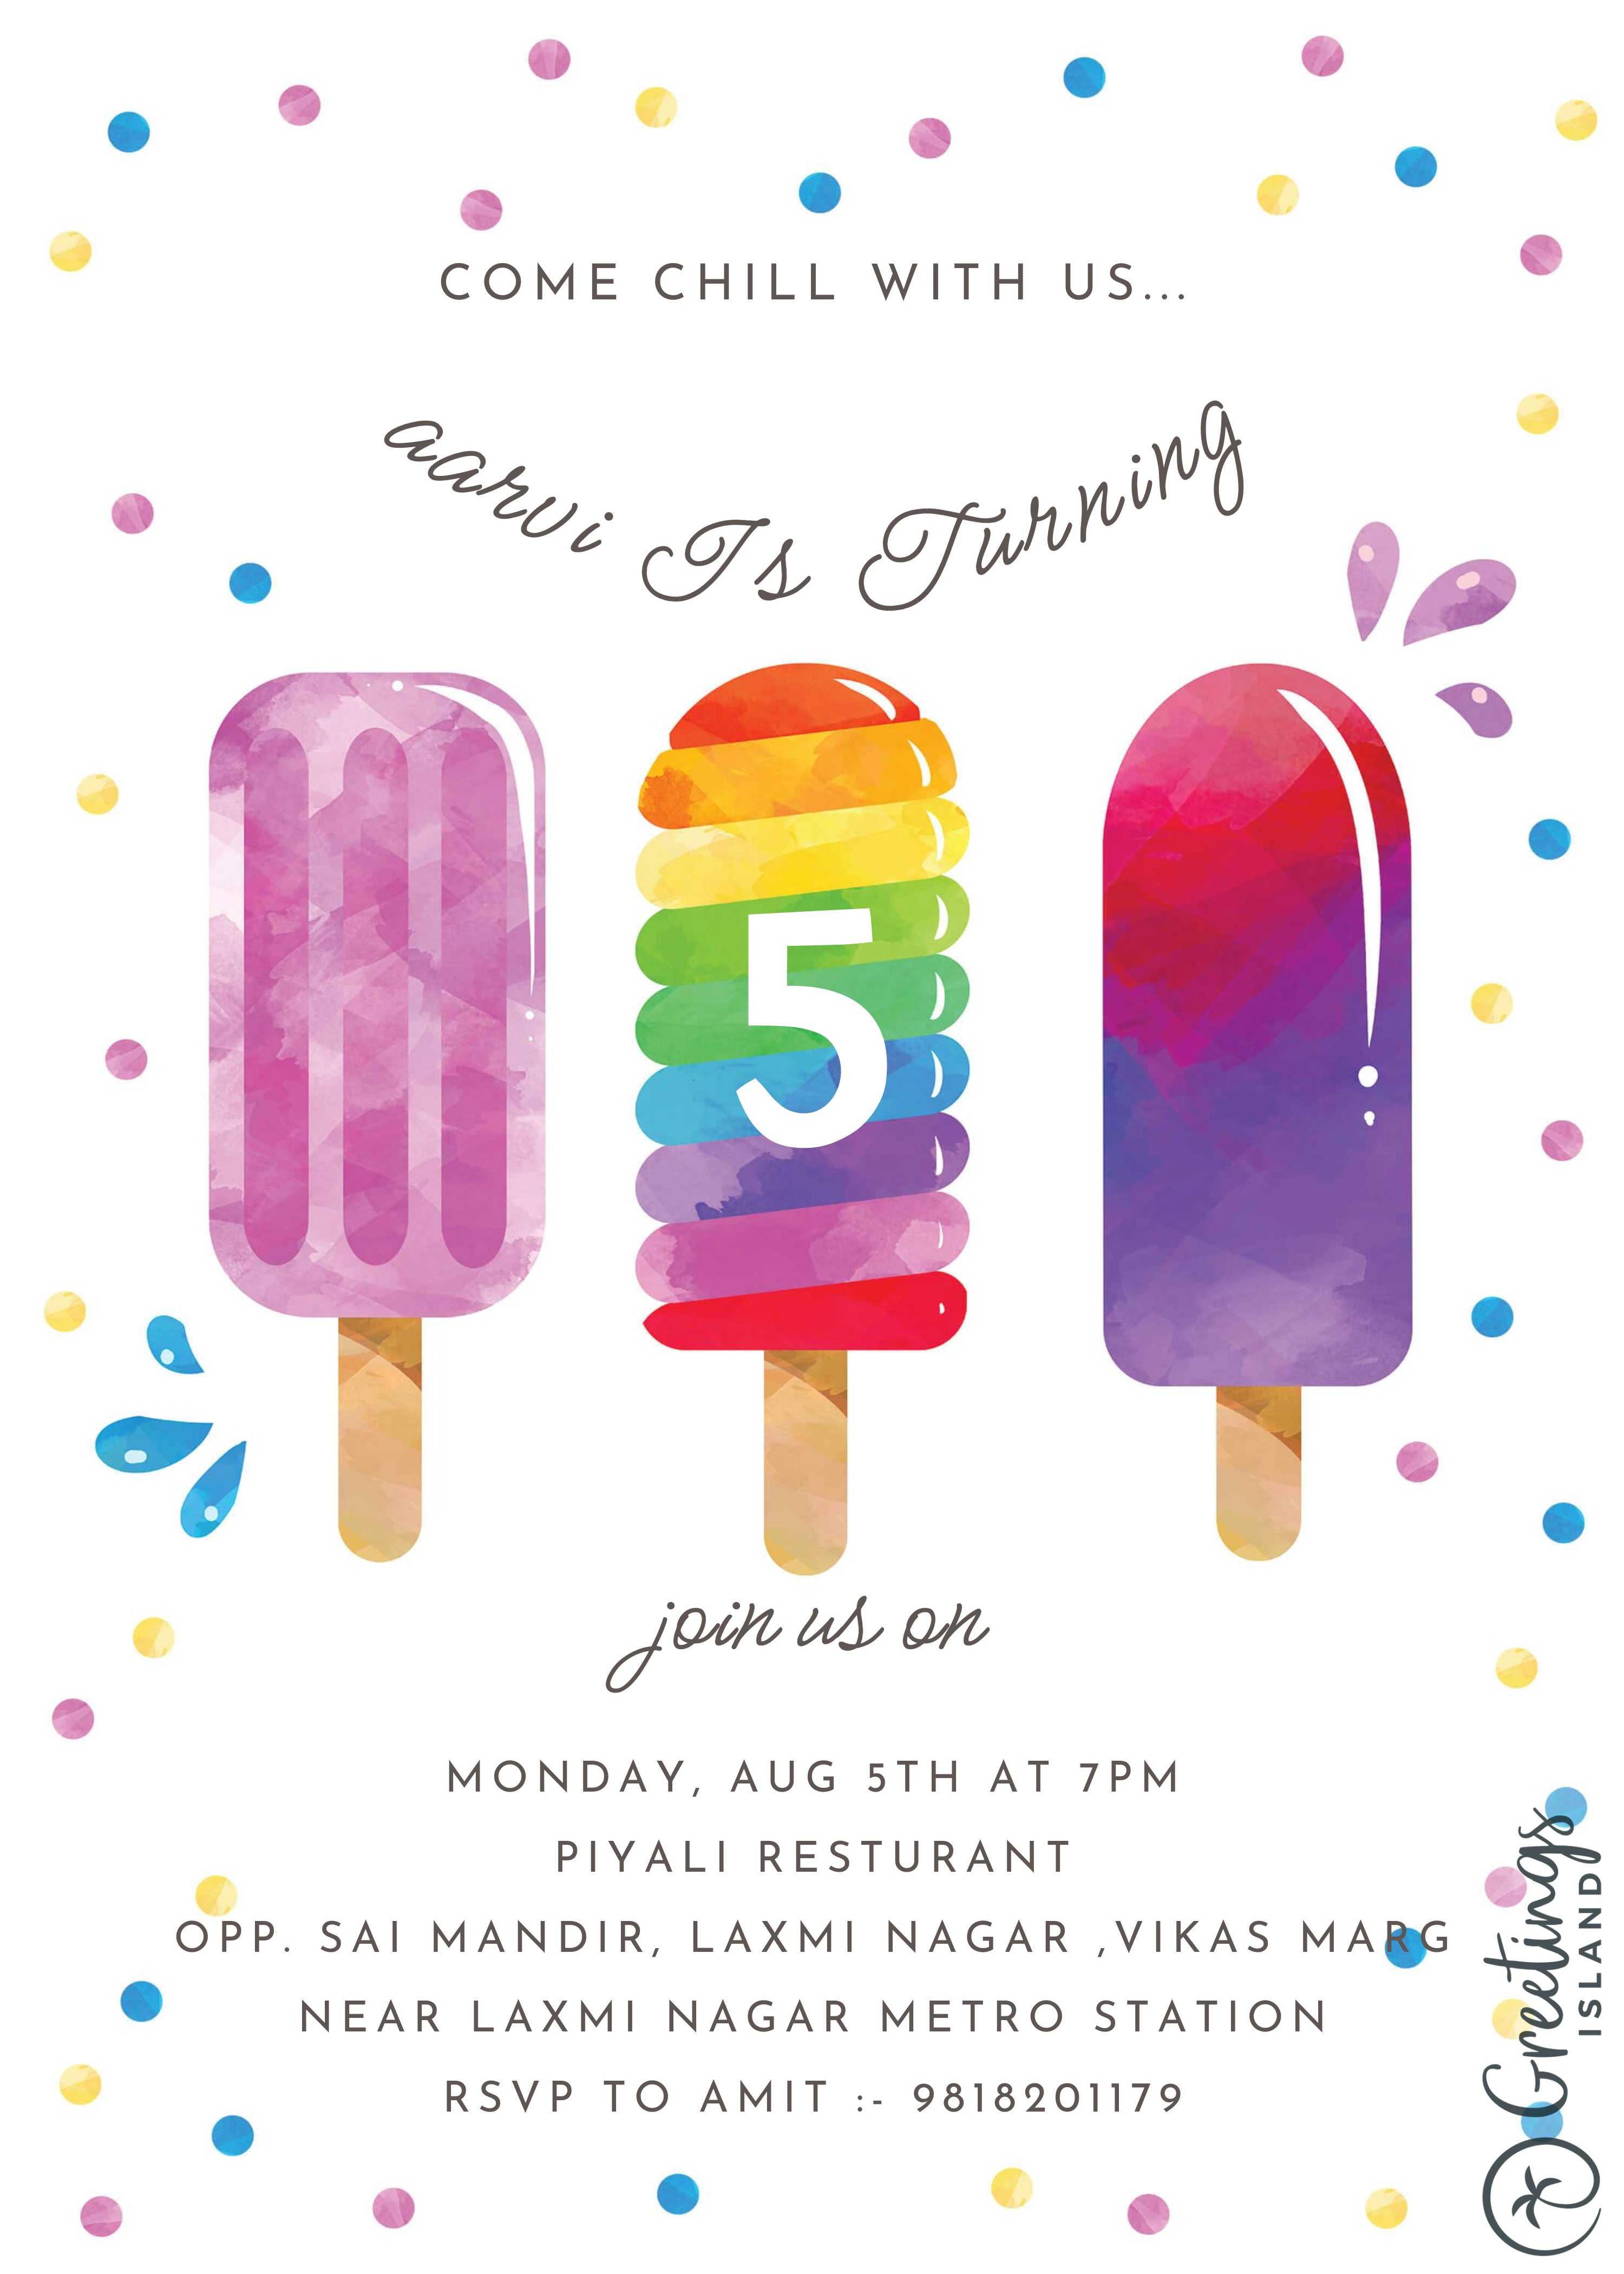 COME CHILL WITH US...
aarvi Is Turning
5
join us on
MONDAY, AUG 5TH AT 7PM
PIYALI RESTURANT
OPP. SAI MANDIR, LAXMI NAGAR ,VIKAS MARG
NEAR LAXMI NAGAR METRO STATION
RSVP TO AMIT :- 9818201179
Greetings
ISLAND